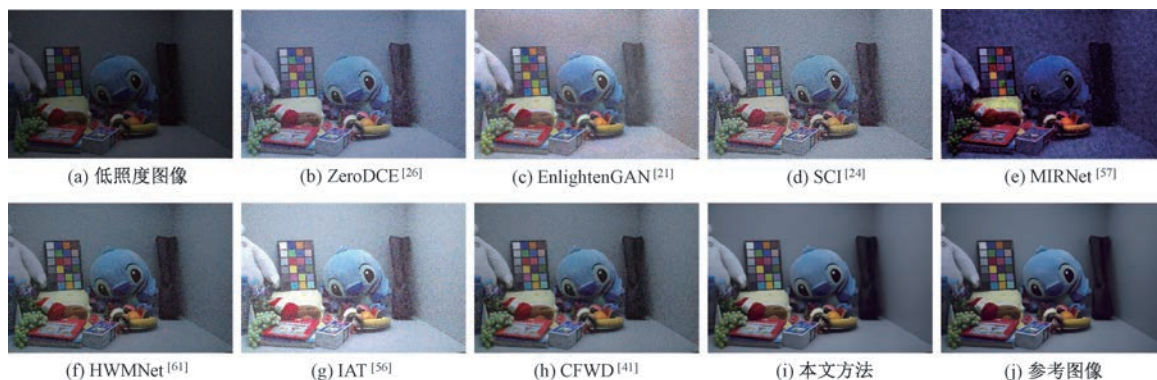 (a) 低照度图像
(b) ZeroDCE [26]
(c) EnlightenGAN [21]
(d) SCI [24]
(e) MIRNet [57]
(f) HWMNet [61]
(g) IAT [56]
(h) CFWD [41]
(i) 本文方法
(j) 参考图像